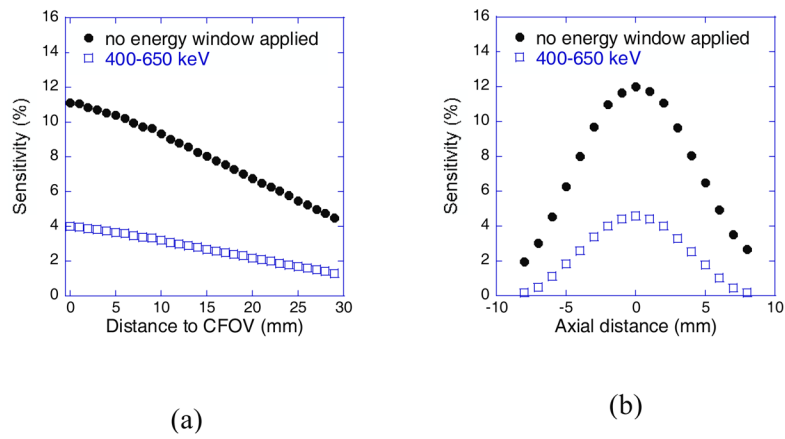 16
14
12
10
8
6
4
2
0
Sensitivity (%)
no energy window applied
400-650 keV
0 5 10 15 20 25 30
Distance to CFOV (mm)
(a)
16
14
12
10
8
6
4
2
0
Sensitivity (%)
no energy window applied
400-650 keV
-10 -5 0 5 10
Axial distance (mm)
(b)